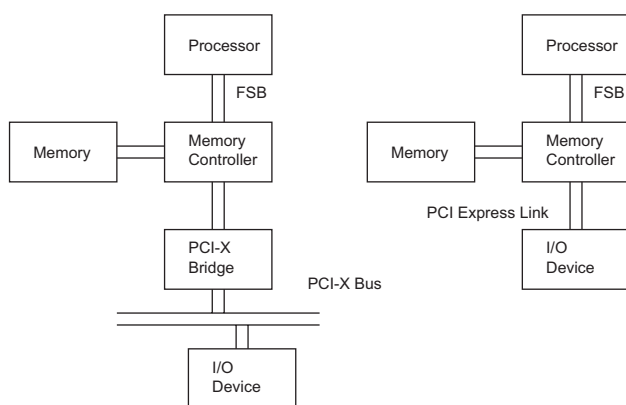 Processor
FSB
Memory
Memory
Controller
PCI-X
Bridge
PCI-X Bus
I/O
Device
Processor
FSB
Memory
Memory
Controller
PCI Express Link
I/O
Device